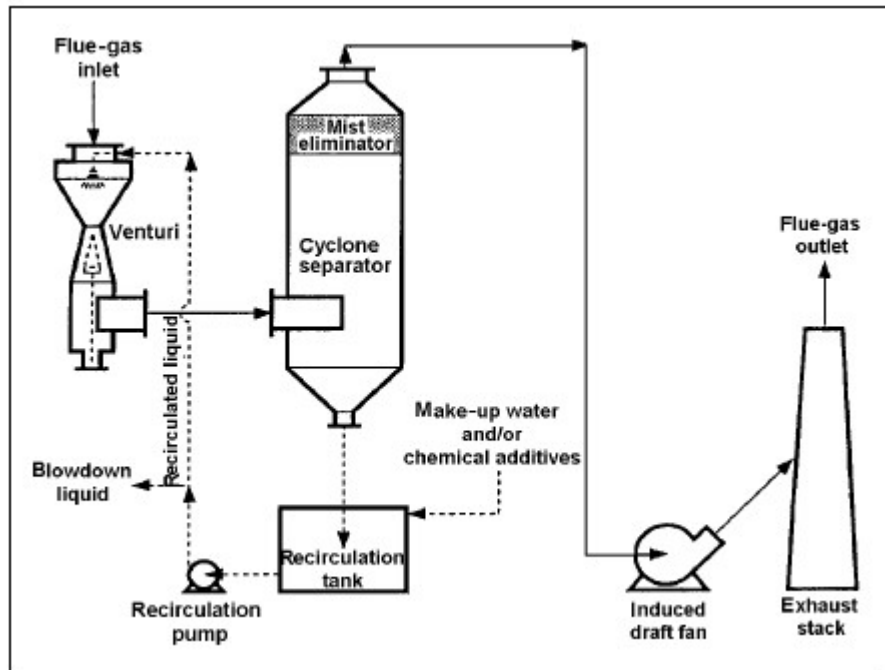 Flue-gas
inlet
Mist
eliminator
Venturi
Cyclone
separator
Flue-gas
outlet
Recirculated liquid
Make-up water
and/or
chemical additives
Blowdown
liquid
Recirculation
tank
Recirculation
pump
Induced
draft fan
Exhaust
stack